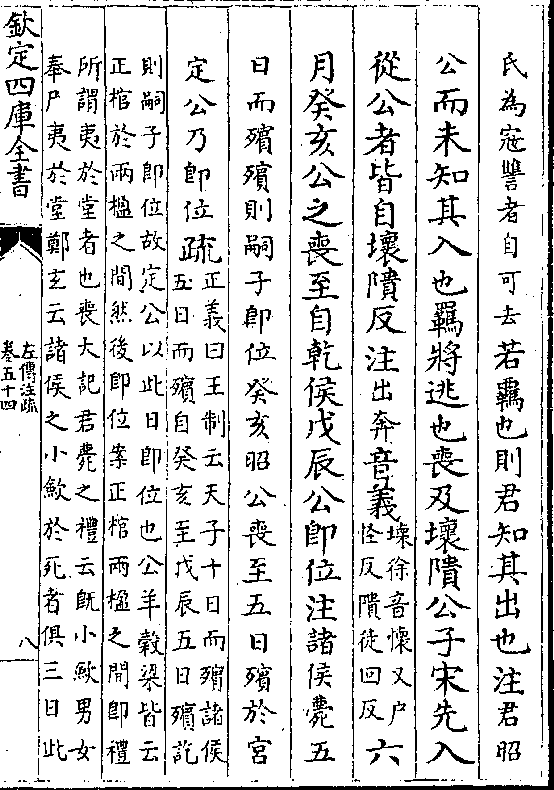 氏為寇讐者自可去若羈也則君知其出也注君昭
公而未知其入也羈將逃也喪及壞隤公子宋先入
從公者皆自壞隤反注出奔音義壞徐音懷又戶
怪反隤徒回反六
月癸亥公之喪至自乾侯戊辰公即位注諸侯薨五
日而殯殯則嗣子即位癸亥昭公喪至五日殯於宮
定公乃即位疏正義曰王制云天子十日而殯諸侯
五日而殯自癸亥至戊辰五日殯訖
則嗣子即位故定公以此日即位也公羊穀梁皆云
正棺於兩楹之間然後即位案正棺兩楹之間即禮
所謂夷於堂者也喪大記君薨之禮云既小歛男女
奉尸夷於堂鄭玄云諸侯之小歛於死者俱三日此
欽定四庫全書
左傳注疏
卷五十四
八